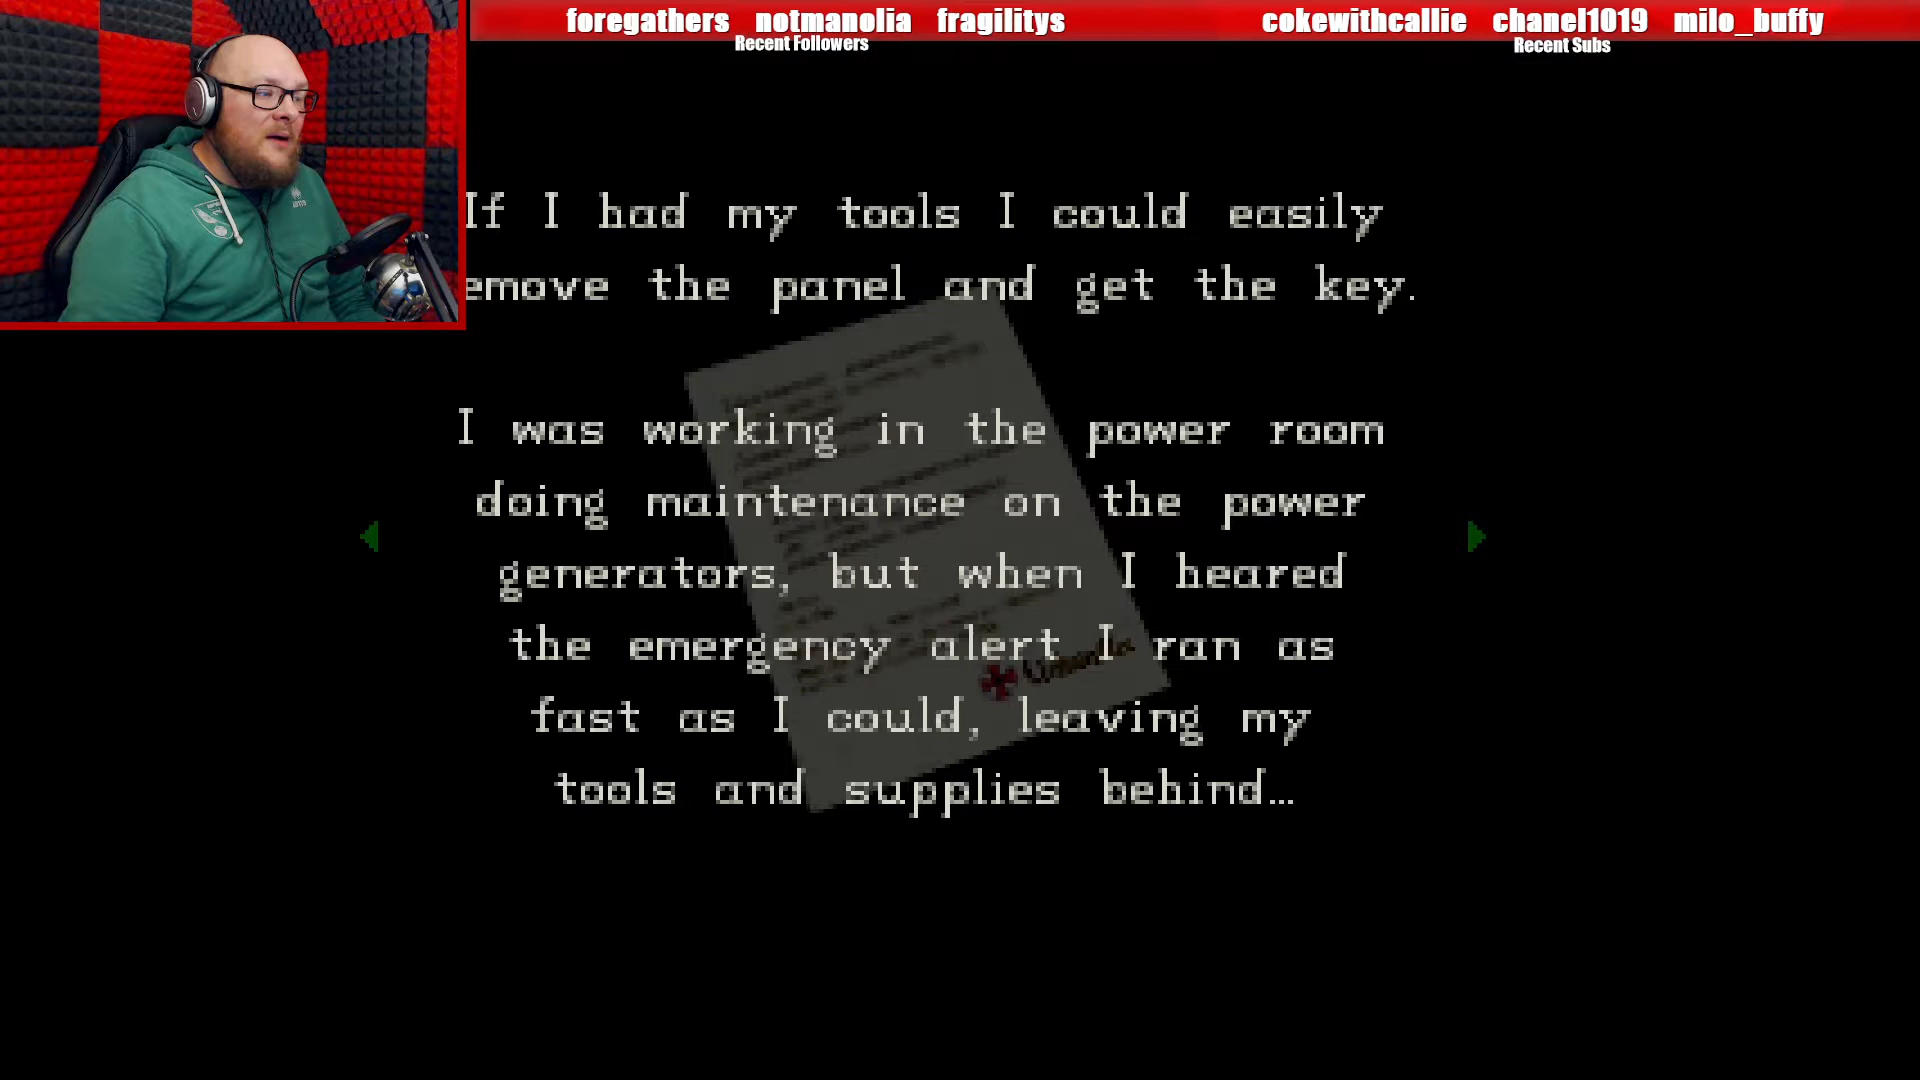 foregathers notmanolia fragilitys
Recent Followers
cokewithcallie chanel1019 milo_buffy
Recent Subs
If I had my tools I could easily
emove the panel and get the key.
I was working in the power room
doing maintenance on the power
generators, but when I heared
the emergency alert I ran as
fast as I could, leaving my
tools and supplies behind...